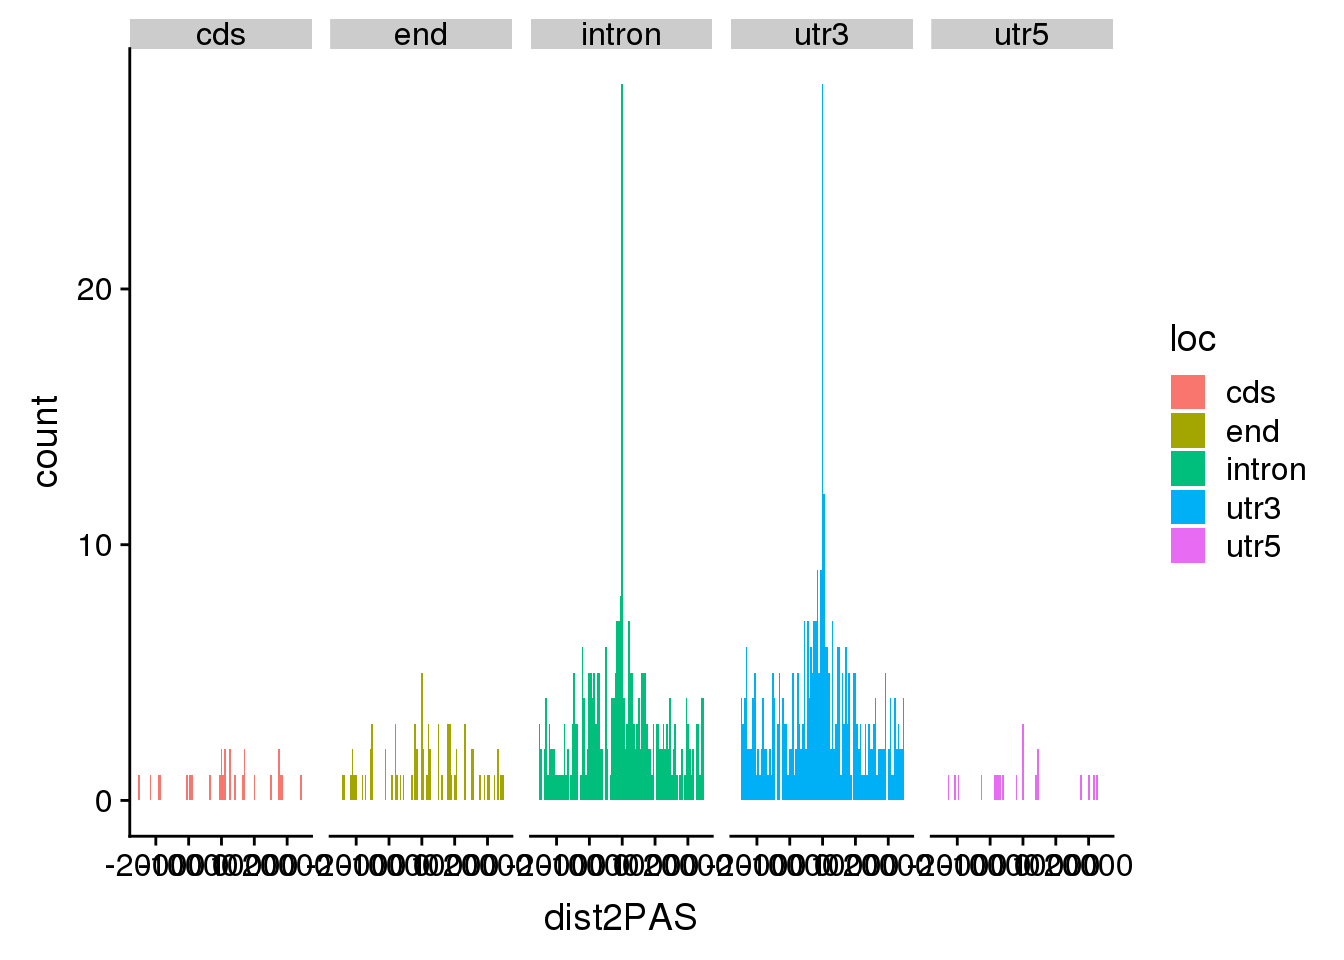 cds end intron utr3 utr5
20
10
0
count
dist2PAS
loc
cds
end
intron
utr3
utr5